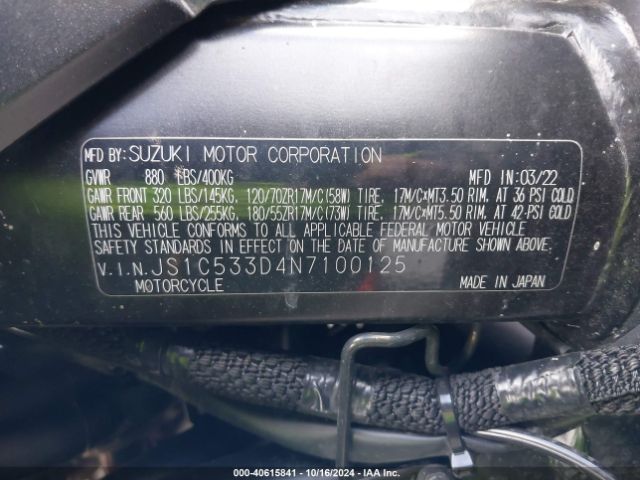 MFD BY: SUZUKI MOTOR CORPORATION
GVWR 880 LBS/400KG MFD IN: 03/22
GAWR FRONT 320 LBS/145KG. 120/70ZR17M/C(58W) TIRE. 17M/C×MT3.50 RIM. AT 36 PSI COLD
GAWR REAR 560 LBS/255KG. 180/55ZR17M/C(73W) TIRE. 17M/C×MT5.50 RIM. AT 42 PSI COLD
THIS VEHICLE CONFORMS TO ALL APPLICABLE FEDERAL MOTOR VEHICLE
SAFETY STANDARDS IN EFFECT ON THE DATE OF MANUFACTURE SHOWN ABOVE.
V.I.N. JS1C533D4N7100125
MOTORCYCLE MADE IN JAPAN
000-40615841 - 10/16/2024 - IAA Inc.